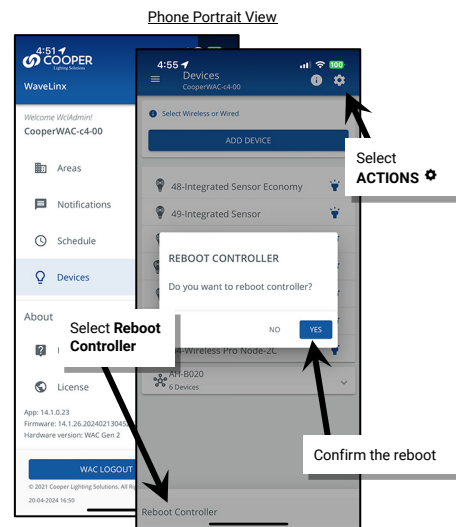 Phone Portrait View
4:51
COOPER
Lighting Solutions
WaveLinx
Welcome WclAdmin!
CooperWAC-c4-00
Areas
Notifications
Schedule
Devices
About
License
App: 14.1.0.23
Firmware: 14.1.26.20240213045
Hardware version: WAC Gen 2
WAC LOGOUT
© 2021 Cooper Lighting Solutions. All
20-04-2024 16:50
4:55
100
Devices
CooperWAC-c4-00
Select Wireless or Wired
ADD DEVICE
48-Integrated Sensor Economy
49-Integrated Sensor
REBOOT CONTROLLER
Do you want to reboot controller?
NO
YES
4-Wireless Pro Node-2C
AH-B020
6 Devices
Reboot Controller
Select
ACTIONS
Select Reboot
Controller
Confirm the reboot